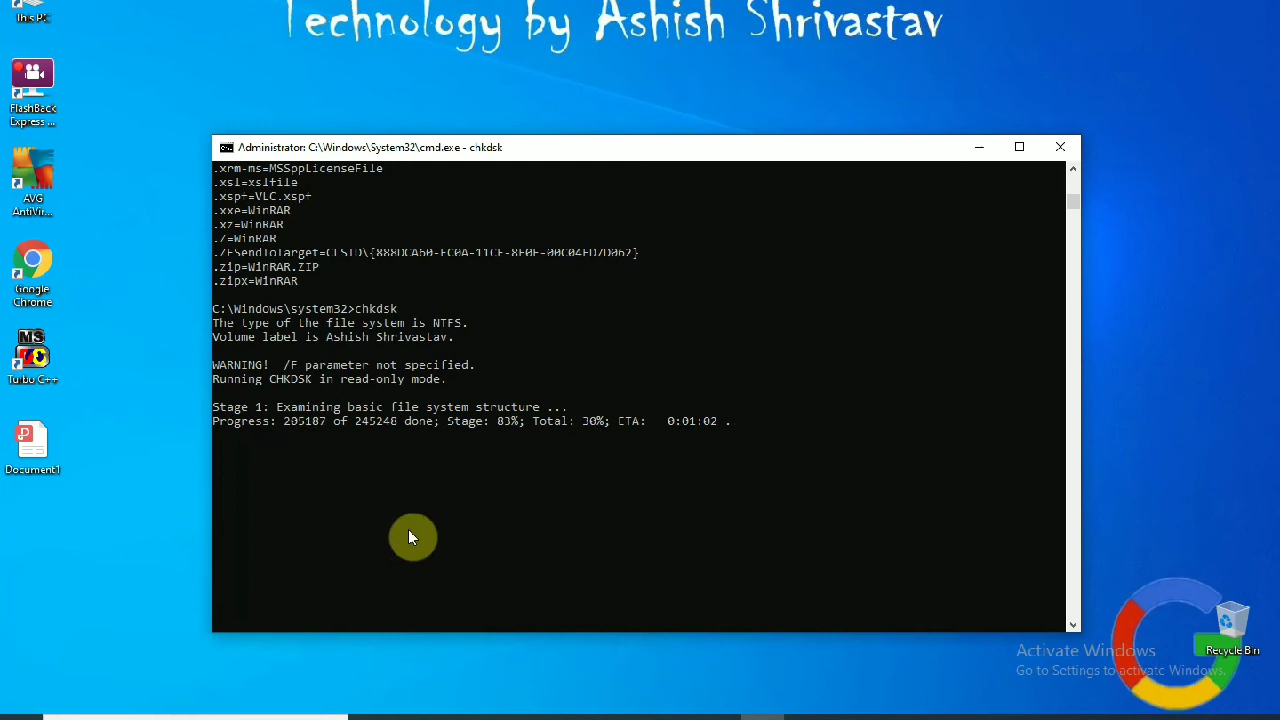 Technology by Ashish Shrivastav
This PC
FlashBack
Express ...
AVG
AntiVir...
Google
Chrome
MS
Turbo C++
Document1
Administrator: C:\Windows\System32\cmd.exe - chkdsk
.xrm-ms=MSSppLicenseFile
.xsl=xslfile
.xspf=VLC.xspf
.xxe=WinRAR
.xz=WinRAR
.7=WinRAR
.zip=WinRAR.ZIP
.zipx=WinRAR
C:\Windows\system32>chkdsk
The type of the file system is NTFS.
Volume label is Ashish Shrivastav.
WARNING!  /F parameter not specified.
Running CHKDSK in read-only mode.
Stage 1: Examining basic file system structure ...
Progress: 205187 of 245248 done; Stage: 83%; Total: 30%; ETA:   0:01:02 .
Activate Windows
Go to Settings to activate Windows.
Recycle Bin